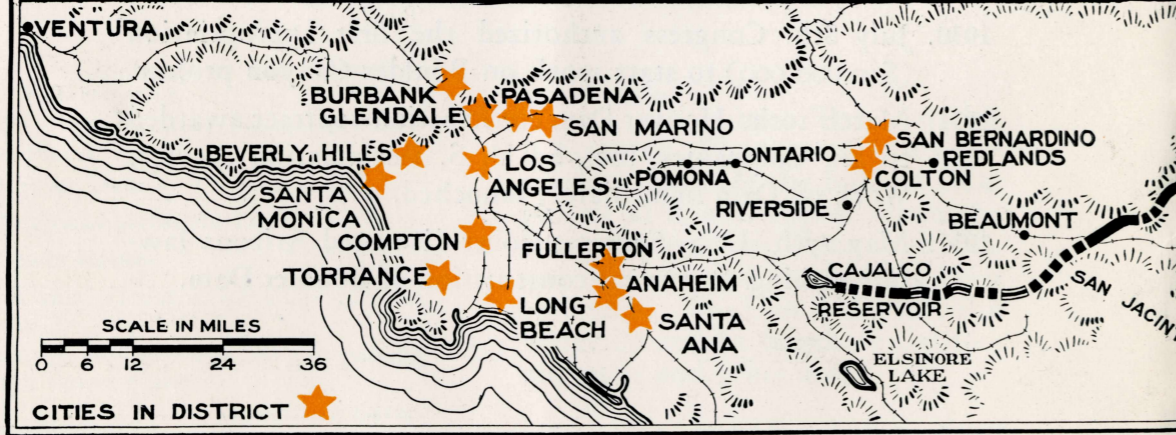 VENTURA
BURBANK
PASADENA
GLENDALE
SAN MARINO
BEVERLY HILLS
LOS
ANGELES
SANTA
MONICA
POMONA
ONTARIO
SAN BERNARDINO
REDLANDS
COLTON
RIVERSIDE
BEAUMONT
COMPTON
FULLERTON
TORRANCE
ANAHEIM
LONG
BEACH
SANTA
ANA
CAJALCO
RESERVOIR
SAN JACIN
ELSINORE
LAKE
SCALE IN MILES
0 6 12 24 36
CITIES IN DISTRICT